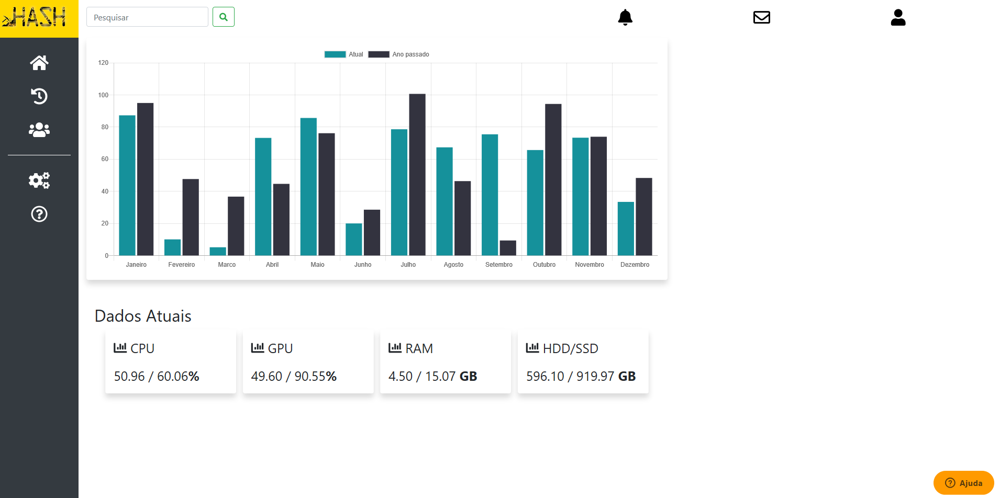 HASH
Pesquisar
Atual Ano passado
120
100
80
60
40
20
0
Janeiro Fevereiro Marco Abril Maio Junho Julho Agosto Setembro Outubro Novembro Dezembro
Dados Atuais
CPU
50.96 / 60.06%
GPU
49.60 / 90.55%
RAM
4.50 / 15.07 GB
HDD/SSD
596.10 / 919.97 GB
Ajuda